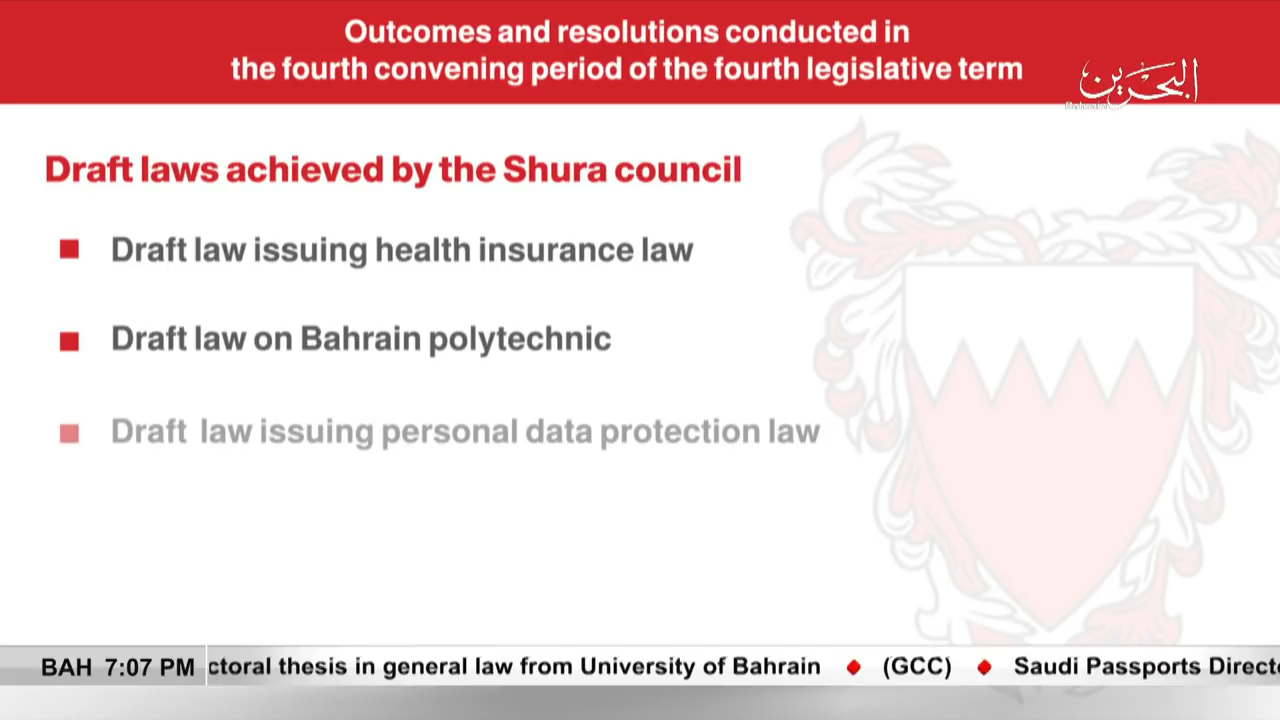 Outcomes and resolutions conducted in
the fourth convening period of the fourth legislative term
البحرين
Bahrain
Draft laws achieved by the Shura council
Draft law issuing health insurance law
Draft law on Bahrain polytechnic
Draft law issuing personal data protection law
BAH 7:07 PM ctoral thesis in general law from University of Bahrain (GCC) Saudi Passports Direct